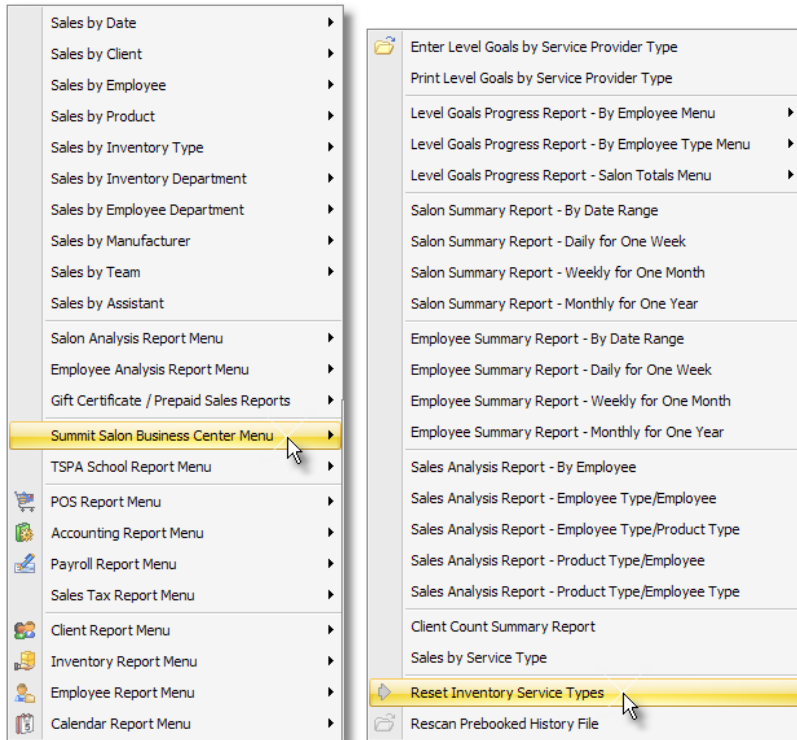 Sales by Date
Sales by Client
Sales by Employee
Sales by Product
Sales by Inventory Type
Sales by Inventory Department
Sales by Employee Department
Sales by Manufacturer
Sales by Team
Sales by Assistant
Salon Analysis Report Menu
Employee Analysis Report Menu
Gift Certificate / Prepaid Sales Reports
Summit Salon Business Center Menu
TSPA School Report Menu
POS Report Menu
Accounting Report Menu
Payroll Report Menu
Sales Tax Report Menu
Client Report Menu
Inventory Report Menu
Employee Report Menu
Calendar Report Menu
Enter Level Goals by Service Provider Type
Print Level Goals by Service Provider Type
Level Goals Progress Report - By Employee Menu
Level Goals Progress Report - By Employee Type Menu
Level Goals Progress Report - Salon Totals Menu
Salon Summary Report - By Date Range
Salon Summary Report - Daily for One Week
Salon Summary Report - Weekly for One Month
Salon Summary Report - Monthly for One Year
Employee Summary Report - By Date Range
Employee Summary Report - Daily for One Week
Employee Summary Report - Weekly for One Month
Employee Summary Report - Monthly for One Year
Sales Analysis Report - By Employee
Sales Analysis Report - Employee Type/Employee
Sales Analysis Report - Employee Type/Product Type
Sales Analysis Report - Product Type/Employee
Sales Analysis Report - Product Type/Employee Type
Client Count Summary Report
Sales by Service Type
Reset Inventory Service Types
Rescan Prebooked History File